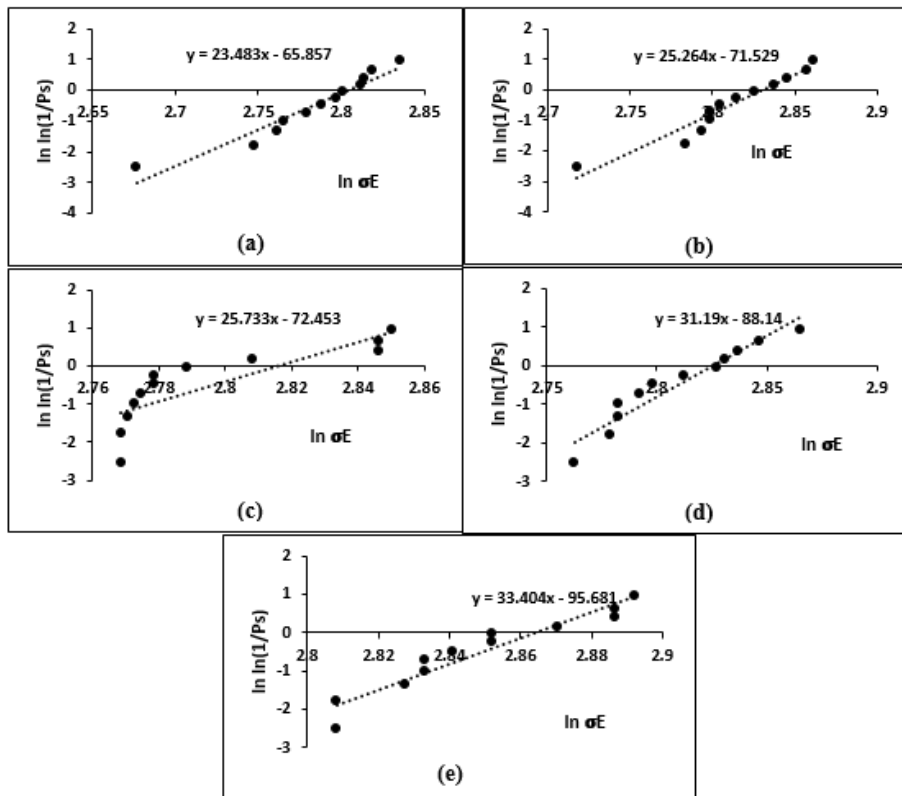 2
y = 23.483x - 65.857
1
0
2.55 2.7 2.75 2.8 2.85
-1
-2
-3
-4
ln ln(1/Ps)
ln σE
(a)
2
y = 25.264x - 71.529
1
0
2.7 2.75 2.8 2.85 2.9
-1
-2
-3
-4
ln ln(1/Ps)
ln σE
(b)
2
y = 25.733x - 72.453
1
0
2.76 2.78 2.8 2.82 2.84 2.86
-1
-2
-3
ln ln(1/Ps)
ln σE
(c)
2
y = 31.19x - 88.14
1
0
2.75 2.8 2.85 2.9
-1
-2
-3
ln ln(1/Ps)
ln σE
(d)
2
y = 33.404x - 95.681
1
0
2.8 2.82 2.84 2.86 2.88 2.9
-1
-2
-3
ln ln(1/Ps)
ln σE
(e)